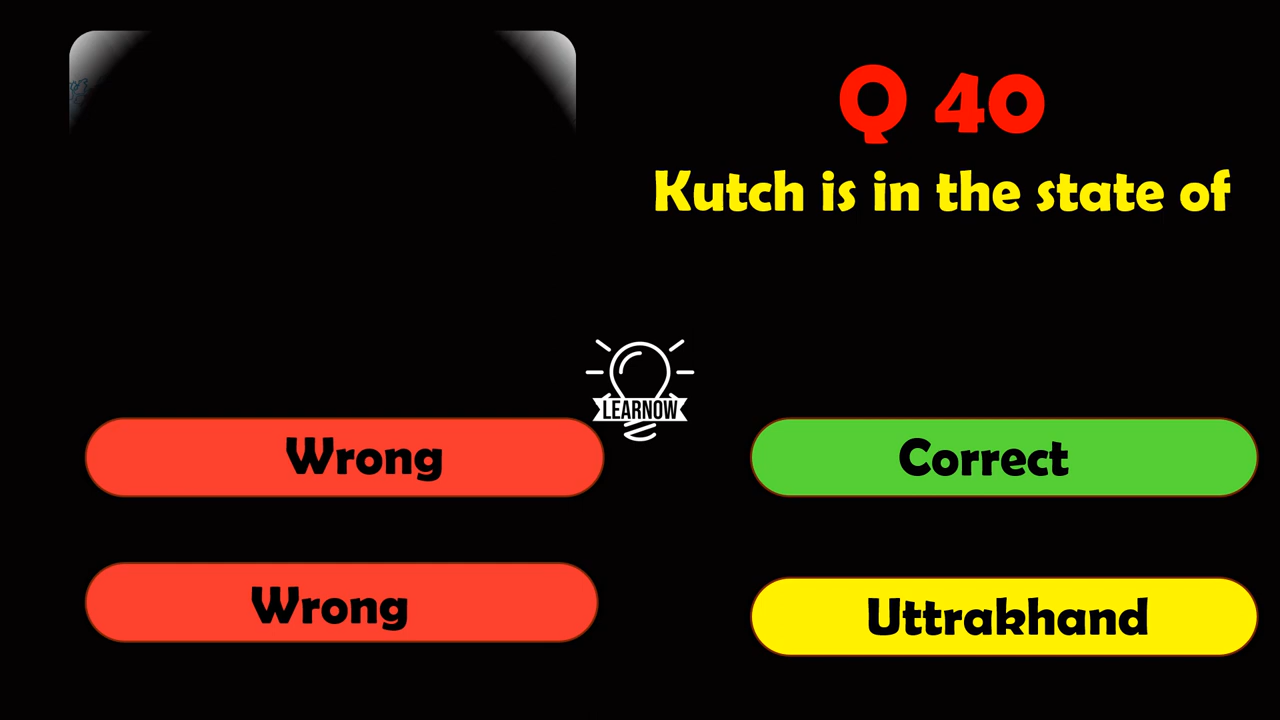 Q 40
Kutch is in the state of
LEARNOW
Wrong
Correct
Wrong
Uttrakhand